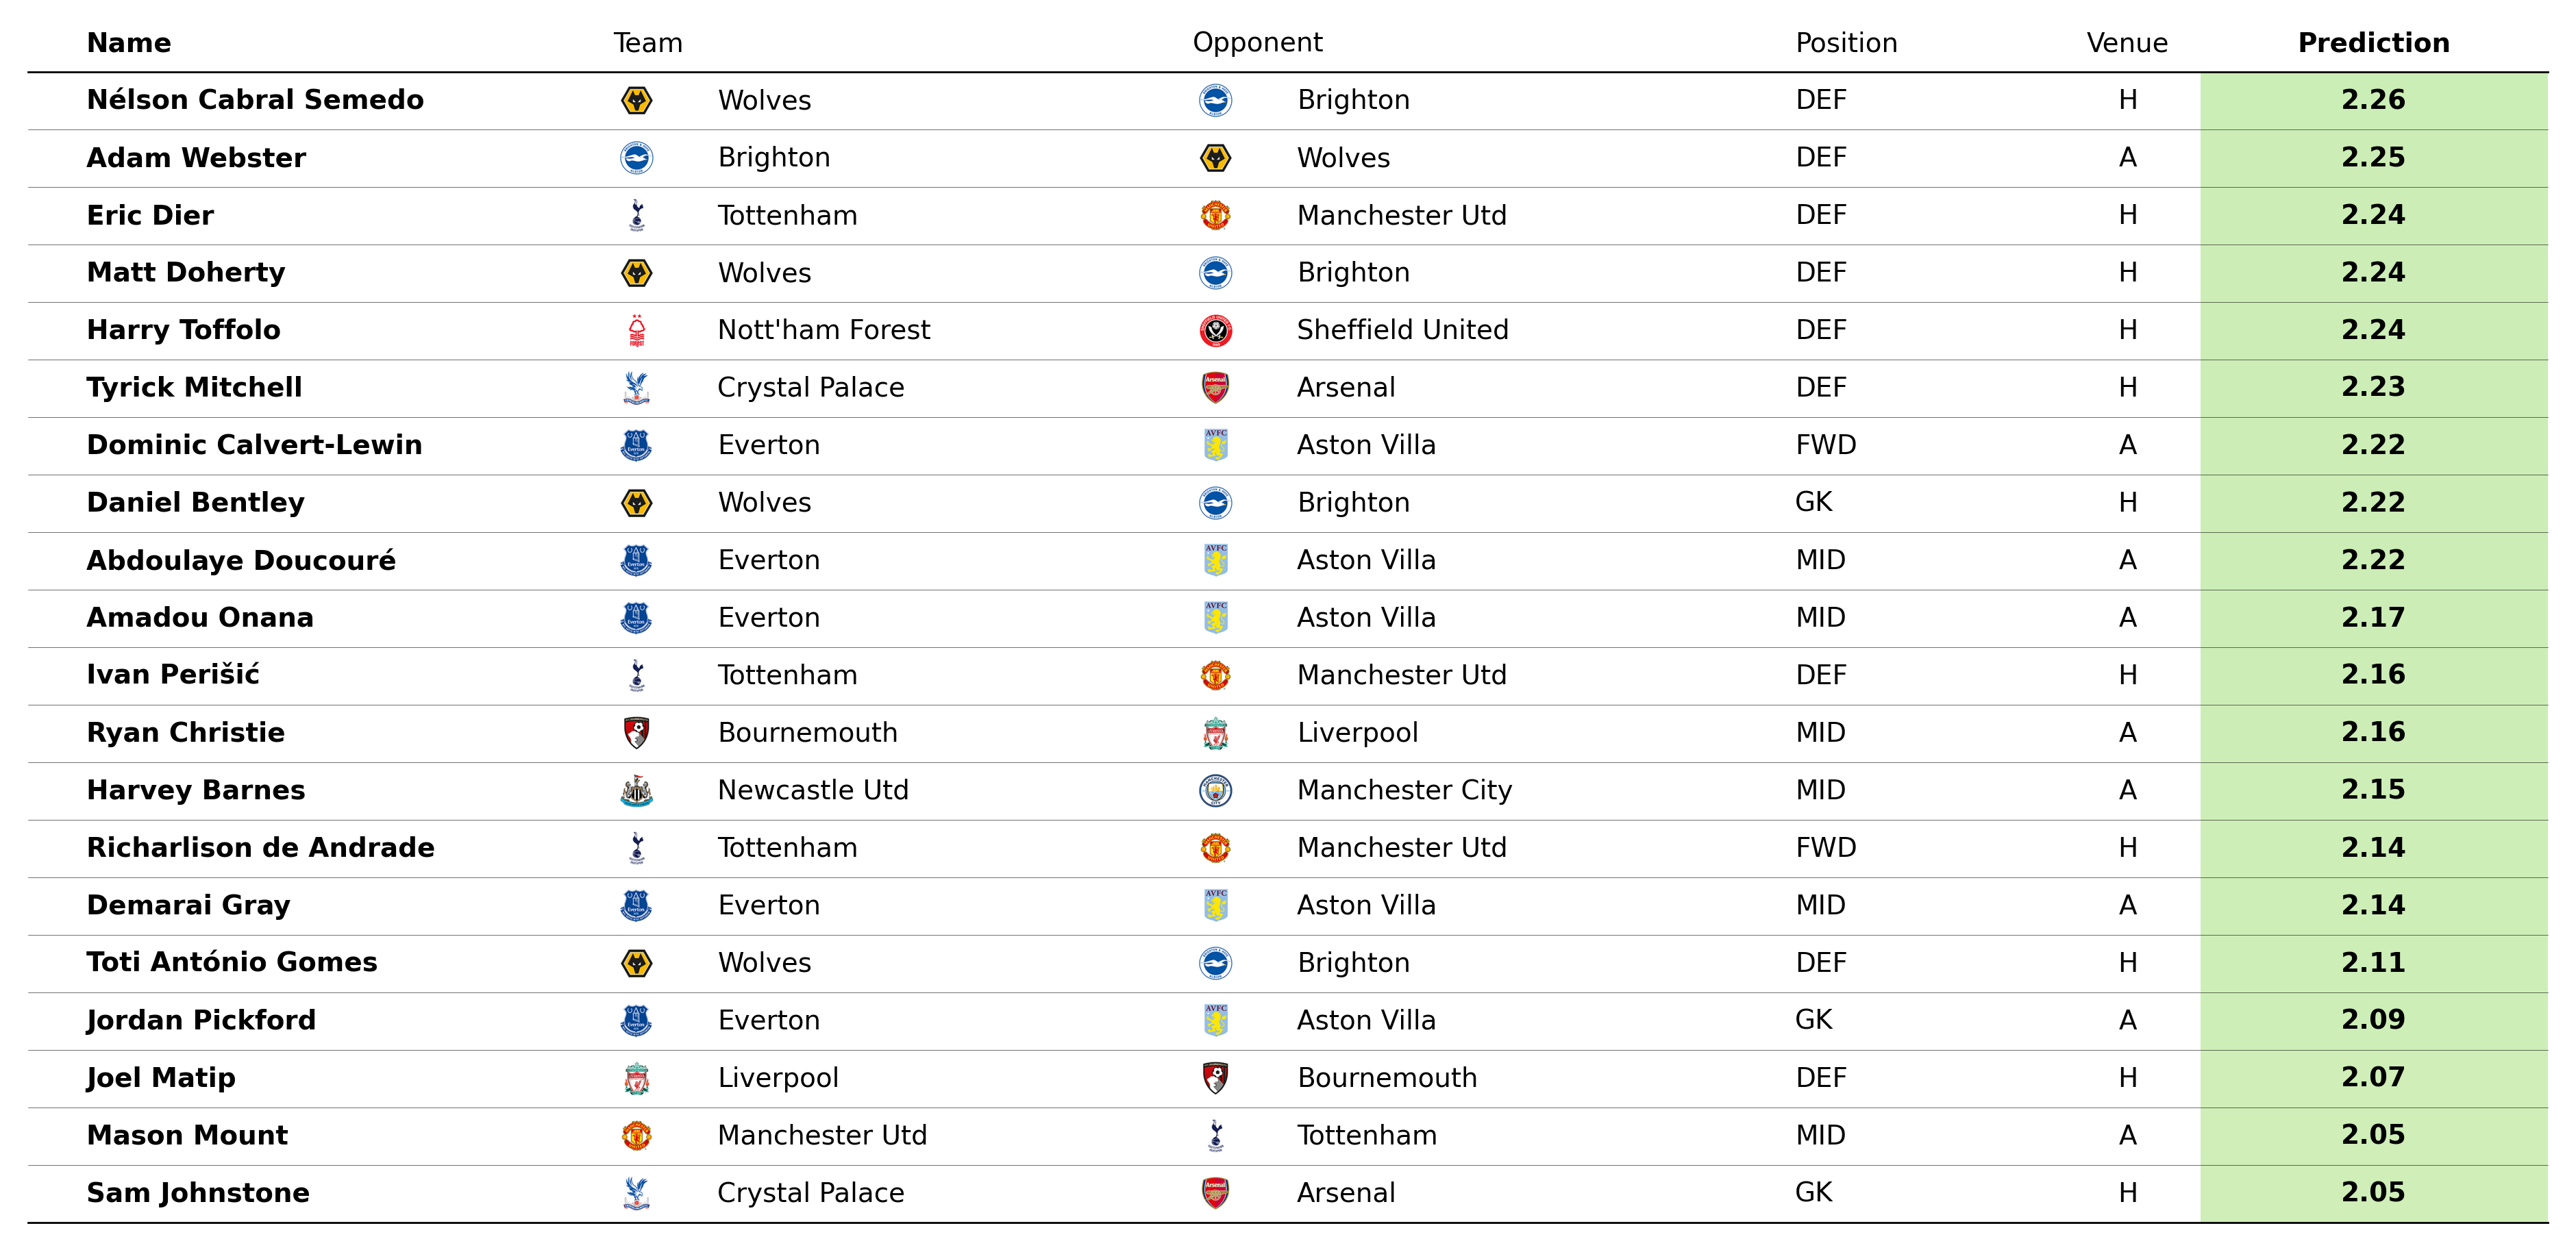 Name Team Opponent Position Venue Prediction
Nélson Cabral Semedo Wolves Brighton DEF H 2.26
Adam Webster Brighton Wolves DEF A 2.25
Eric Dier Tottenham Manchester Utd DEF H 2.24
Matt Doherty Wolves Brighton DEF H 2.24
Harry Toffolo Nott'ham Forest Sheffield United DEF H 2.24
Tyrick Mitchell Crystal Palace Arsenal DEF H 2.23
Dominic Calvert-Lewin Everton Aston Villa FWD A 2.22
Daniel Bentley Wolves Brighton GK H 2.22
Abdoulaye Doucouré Everton Aston Villa MID A 2.22
Amadou Onana Everton Aston Villa MID A 2.17
Ivan Perišić Tottenham Manchester Utd DEF H 2.16
Ryan Christie Bournemouth Liverpool MID A 2.16
Harvey Barnes Newcastle Utd Manchester City MID A 2.15
Richarlison de Andrade Tottenham Manchester Utd FWD H 2.14
Demarai Gray Everton Aston Villa MID A 2.14
Toti António Gomes Wolves Brighton DEF H 2.11
Jordan Pickford Everton Aston Villa GK A 2.09
Joel Matip Liverpool Bournemouth DEF H 2.07
Mason Mount Manchester Utd Tottenham MID A 2.05
Sam Johnstone Crystal Palace Arsenal GK H 2.05